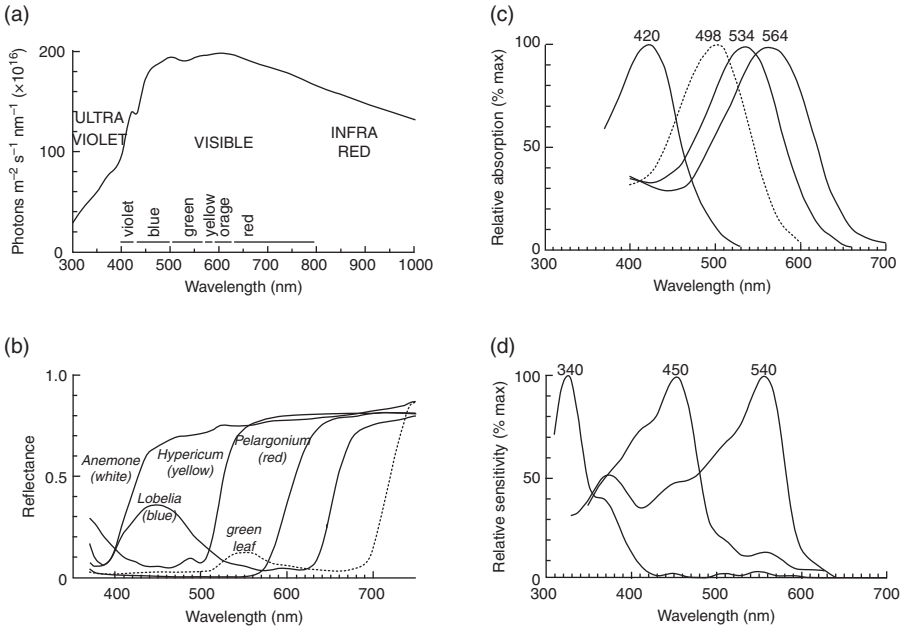 (a)
Photons m⁻² s⁻¹ nm⁻¹ (×10¹⁶)
200
160
80
0
ULTRA
VIOLET
VISIBLE
INFRA
RED
violet
blue
green
yellow
orage
red
300 400 500 600 700 800 900 1000
Wavelength (nm)
(b)
Reflectance
1.0
0.5
0
Anemone
(white)
Hypericum
(yellow)
Pelargonium
(red)
Lobelia
(blue)
green
leaf
400 500 600 700
Wavelength (nm)
(c)
Relative absorption (% max)
420 498 534 564
100
50
0
300 400 500 600 700
Wavelength (nm)
(d)
Relative sensitivity (% max)
340 450 540
100
50
0
300 400 500 600 700
Wavelength (nm)